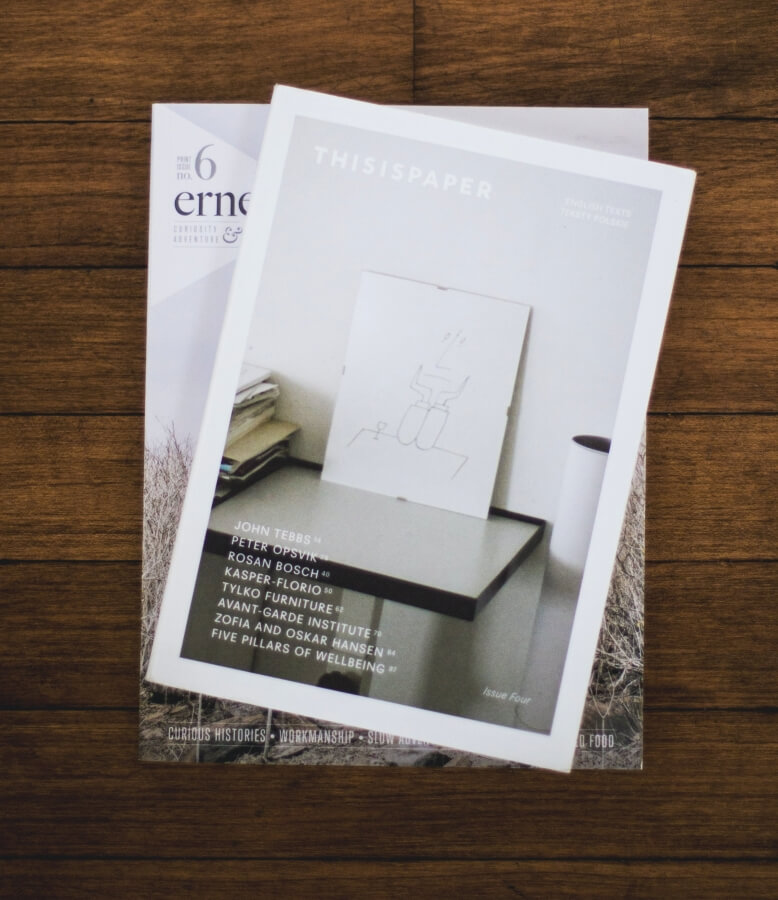 PRINT
ISSUE
no. 6
erne
CURIOSITY
ADVENTURE &
THISISPAPER
ENGLISH TEXTS
TEKSTY POLSKIE
JOHN TEBBS
PETER OPSVIK
ROSAN BOSCH 40
KASPER-FLORIO 50
TYLKO FURNITURE 62
AVANT-GARDE INSTITUTE 70
ZOFIA AND OSKAR HANSEN 84
FIVE PILLARS OF WELLBEING 97
Issue Four
CURIOUS HISTORIES • WORKMANSHIP • SLOW FOOD